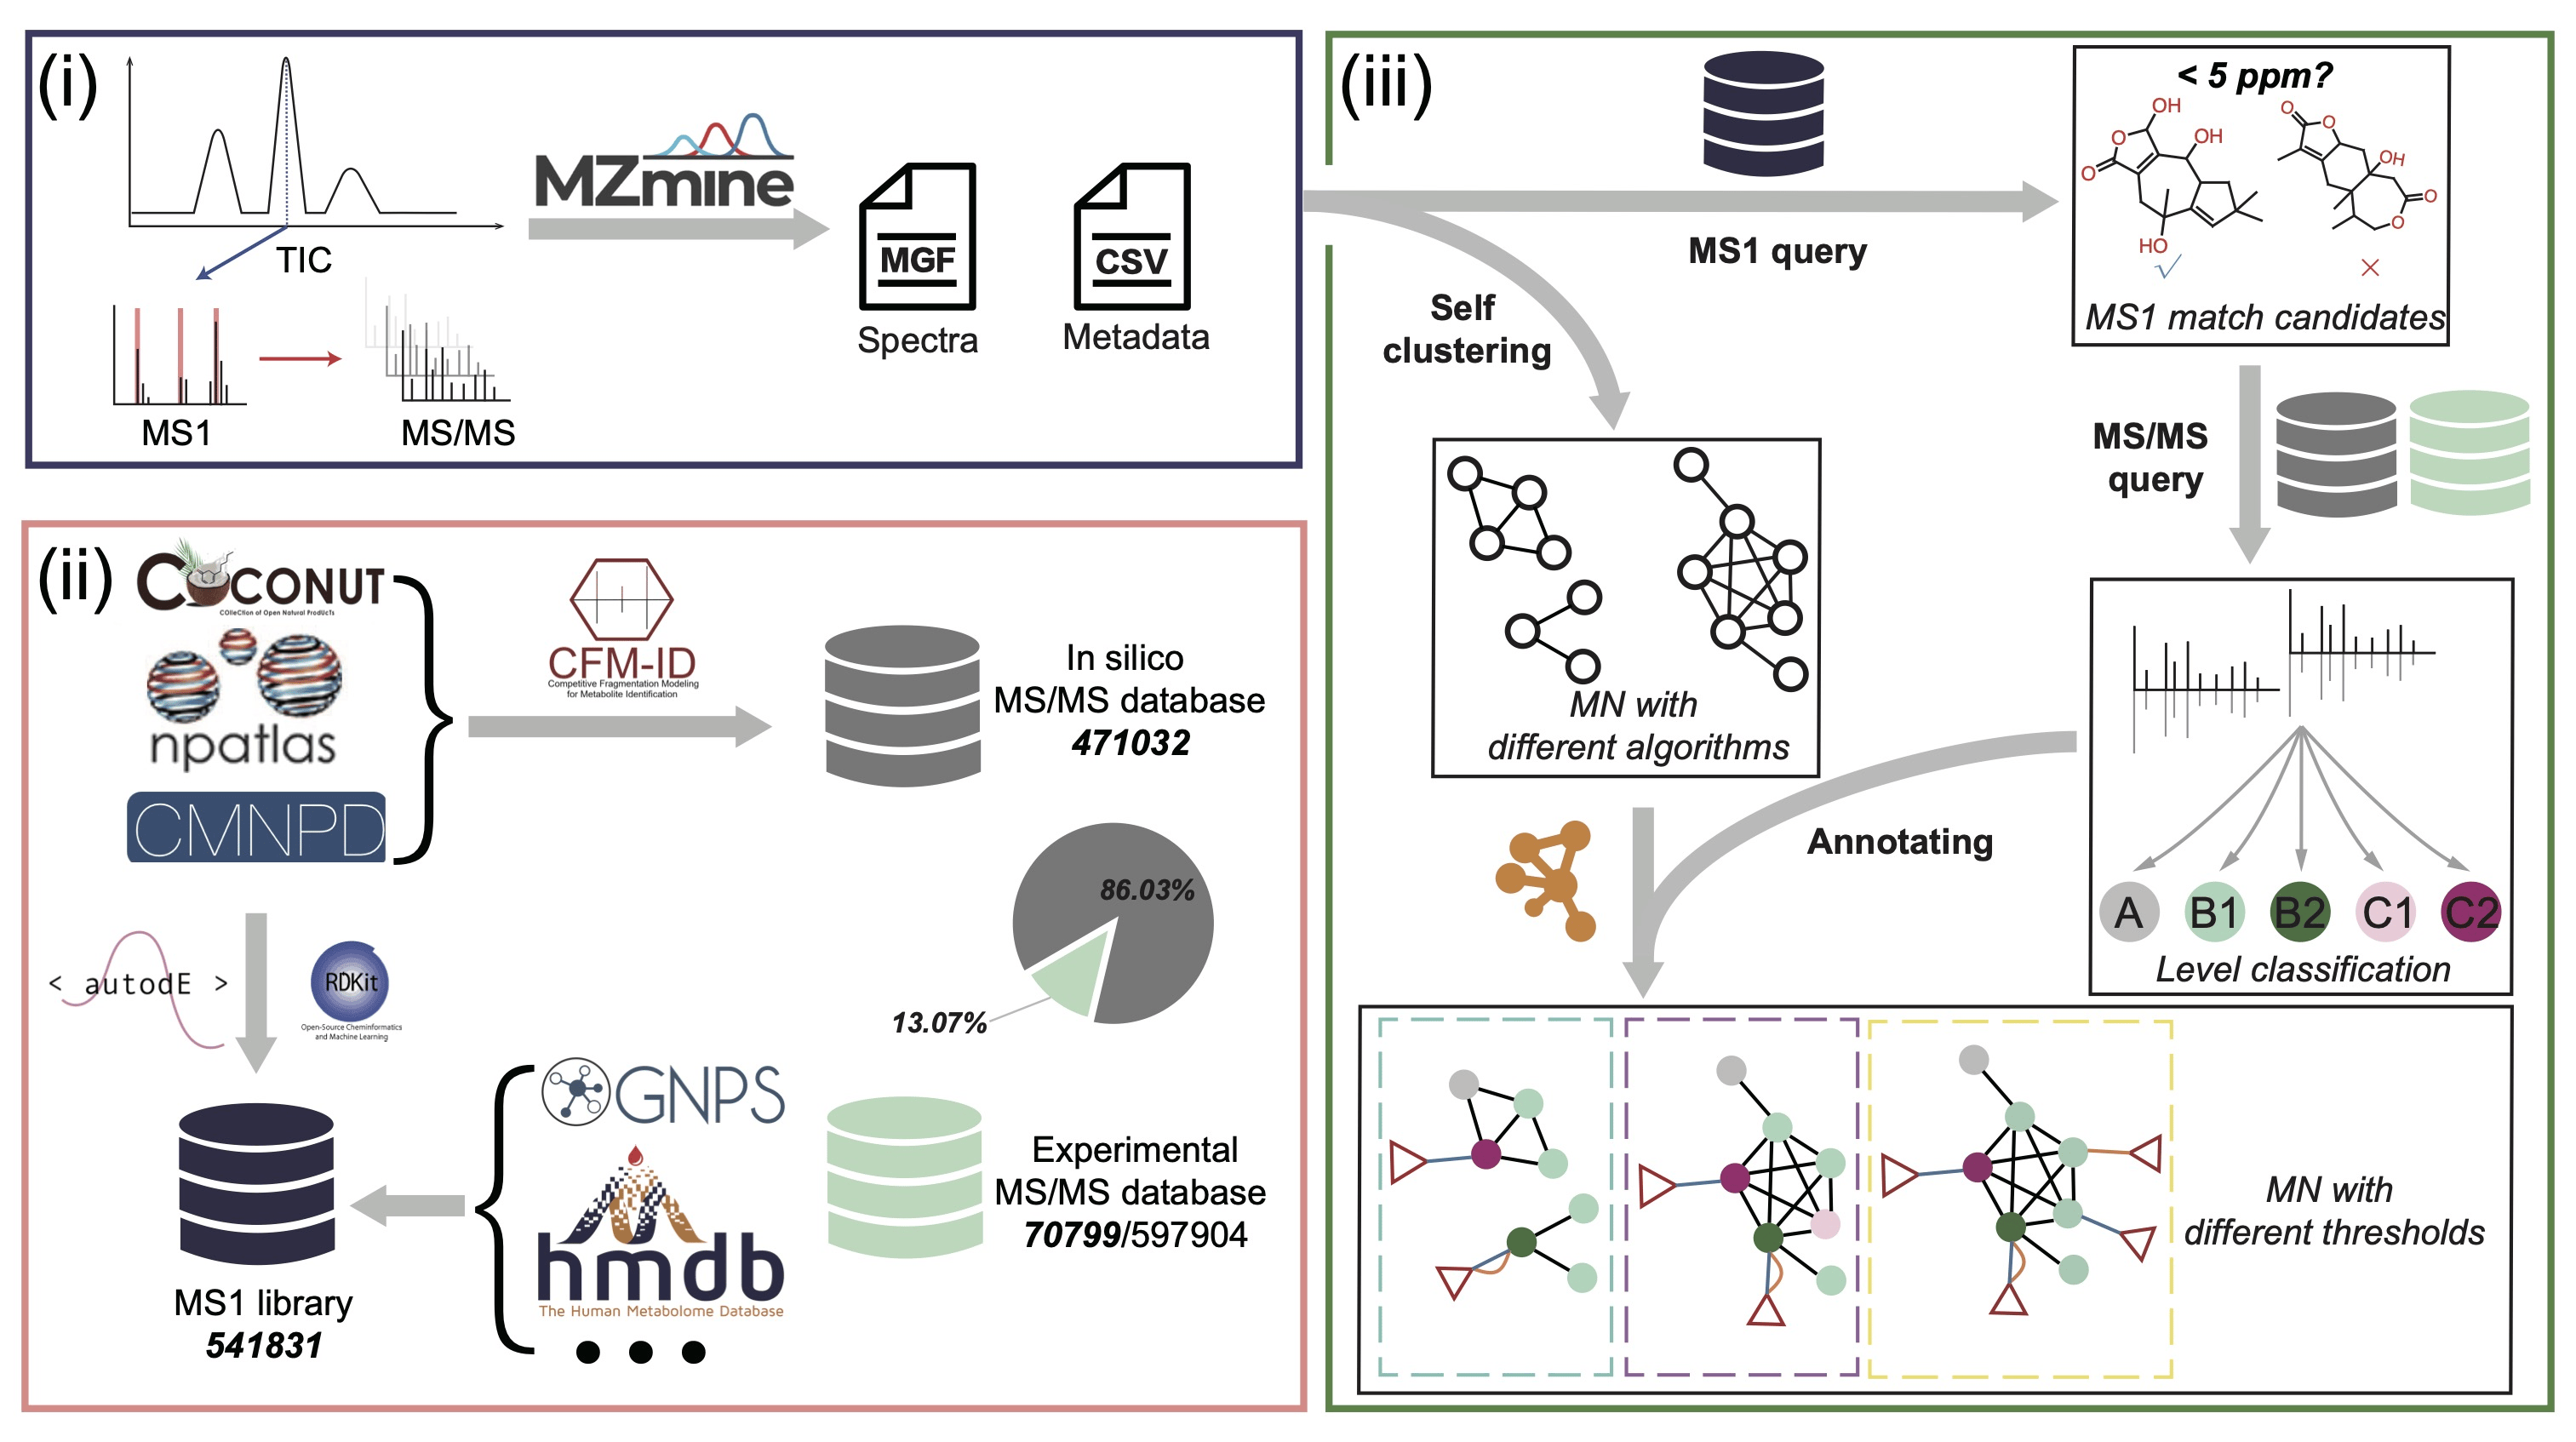 (i)
TIC
MS1
MS/MS
MZmine
MGF
Spectra
CSV
Metadata
(ii)
COCONUT
COlleCtion of Open Natural ProdUcTs
npatlas
CMNPD
CFM-ID
Competitive Fragmentation Modeling
for Metabolite Identification
In silico
MS/MS database
471032
86.03%
13.07%
< autodE >
RDKit
Open-Source Cheminformatics
and Machine Learning
MS1 library
541831
GNPS
hmdb
The Human Metabolome Database
Experimental
MS/MS database
70799/597904
(iii)
MS1 query
Self
clustering
< 5 ppm?
OH
O
OH
O
HO
O
O
OH
O
O
√
×
MS1 match candidates
MS/MS
query
MN with
different algorithms
Annotating
A
B1
B2
C1
C2
Level classification
MN with
different thresholds